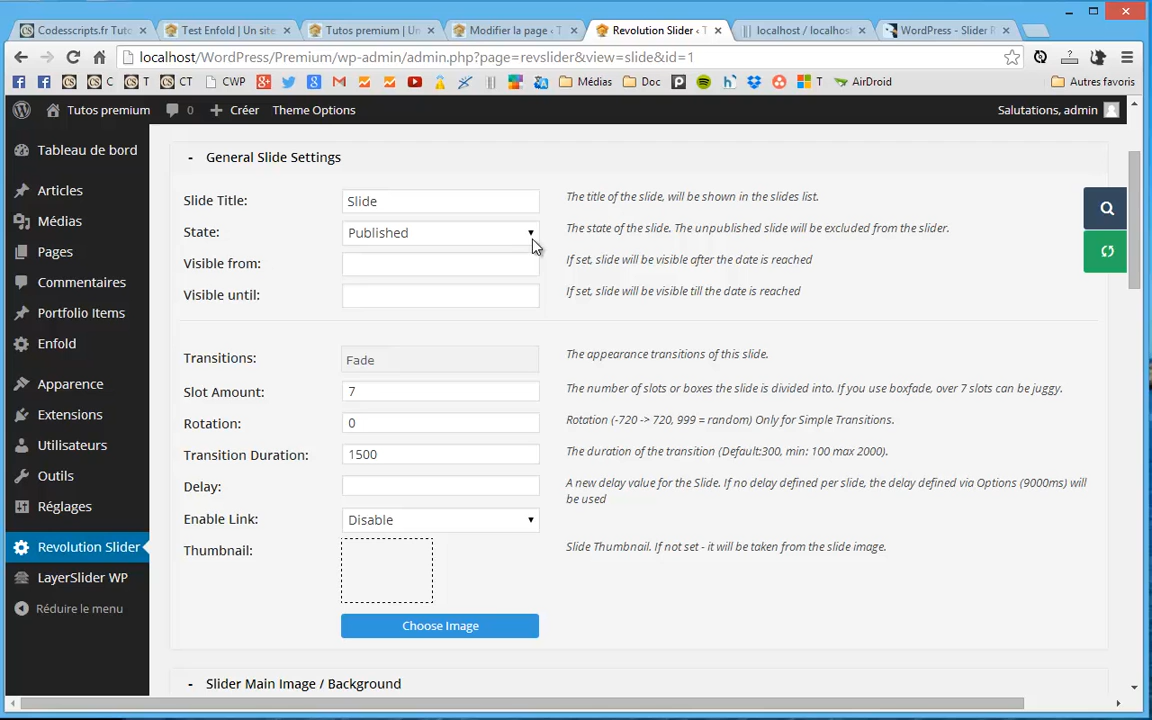 Codesscripts.fr Tuto
Test Enfold | Un site
Tutos premium | Un
Modifier la page ‹ T
Revolution Slider ‹ T
localhost / localhos
WordPress - Slider R
localhost/WordPress/Premium/wp-admin/admin.php?page=revslider&view=slide&id=1
C T CT CWP Médias Doc T AirDroid Autres favoris
Tutos premium 0 Créer Theme Options Salutations, admin
Tableau de bord
Articles
Médias
Pages
Commentaires
Portfolio Items
Enfold
Apparence
Extensions
Utilisateurs
Outils
Réglages
Revolution Slider
LayerSlider WP
Réduire le menu
- General Slide Settings
Slide Title: Slide The title of the slide, will be shown in the slides list.
State: Published The state of the slide. The unpublished slide will be excluded from the slider.
Visible from: If set, slide will be visible after the date is reached
Visible until: If set, slide will be visible till the date is reached
Transitions: Fade The appearance transitions of this slide.
Slot Amount: 7 The number of slots or boxes the slide is divided into. If you use boxfade, over 7 slots can be juggy.
Rotation: 0 Rotation (-720 -> 720, 999 = random) Only for Simple Transitions.
Transition Duration: 1500 The duration of the transition (Default:300, min: 100 max 2000).
Delay: A new delay value for the Slide. If no delay defined per slide, the delay defined via Options (9000ms) will
be used
Enable Link: Disable
Thumbnail: Slide Thumbnail. If not set - it will be taken from the slide image.
Choose Image
- Slider Main Image / Background